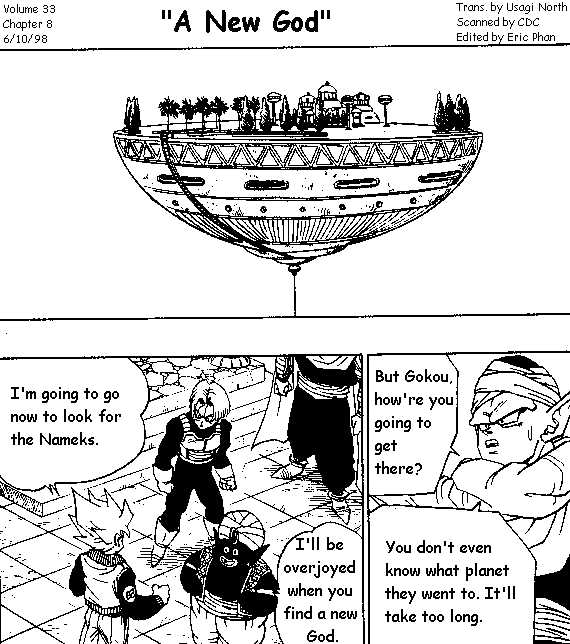 Volume 33
Chapter 8
6/10/98
"A New God"
Trans. by Usagi North
Scanned by CDC
Edited by Eric Phan
I'm going to go
now to look for
the Nameks.
I'll be
overjoyed
when you
find a new
God.
But Gokou,
how're you
going to
get
there?
You don't even
know what planet
they went to. It'll
take too long.